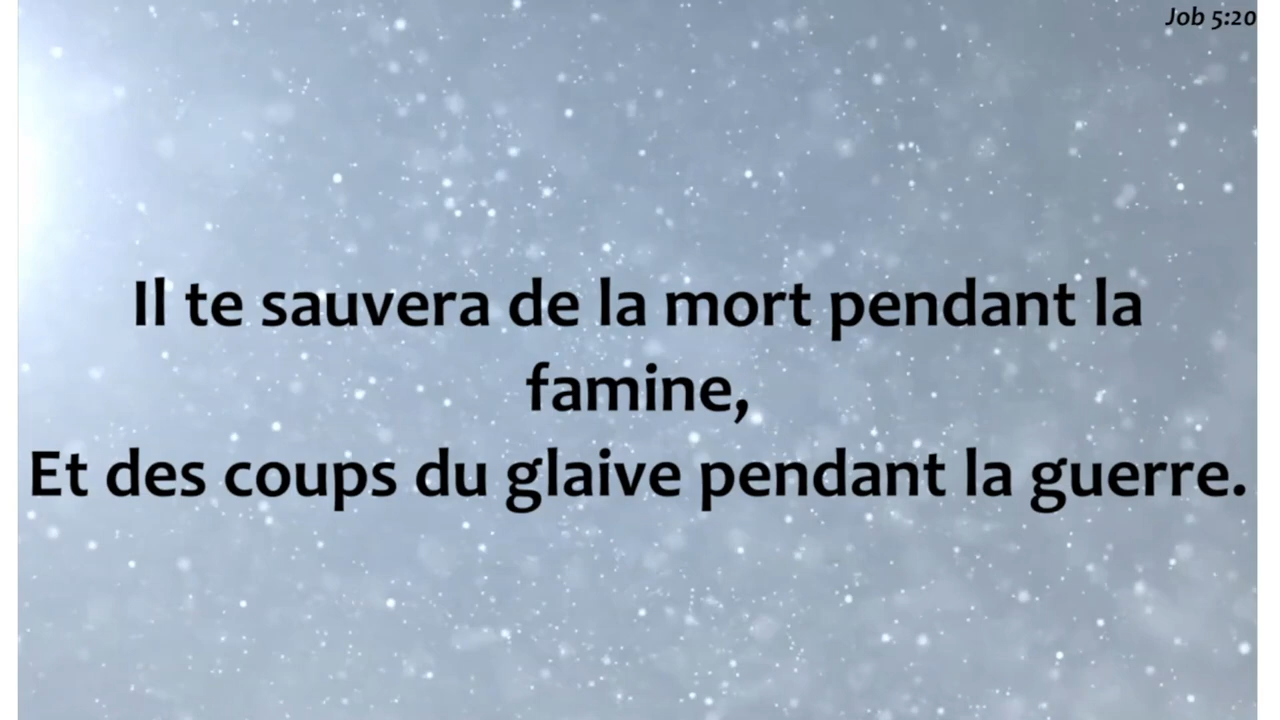 Job 5:20
Il te sauvera de la mort pendant la
famine,
Et des coups du glaive pendant la guerre.